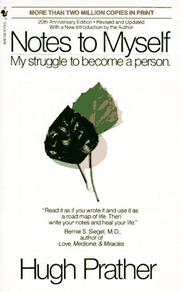 MORE THAN TWO MILLION COPIES IN PRINT
20th Anniversary Edition • Revised and Updated
With a New Introduction by the Author
Notes to Myself
My struggle to become a person.
"Read it as if you wrote it and use it as
a road map of life. Then
write your notes and heal your life."
Bernie S. Siegel, M.D.,
author of
Love, Medicine, & Miracles
Hugh Prather